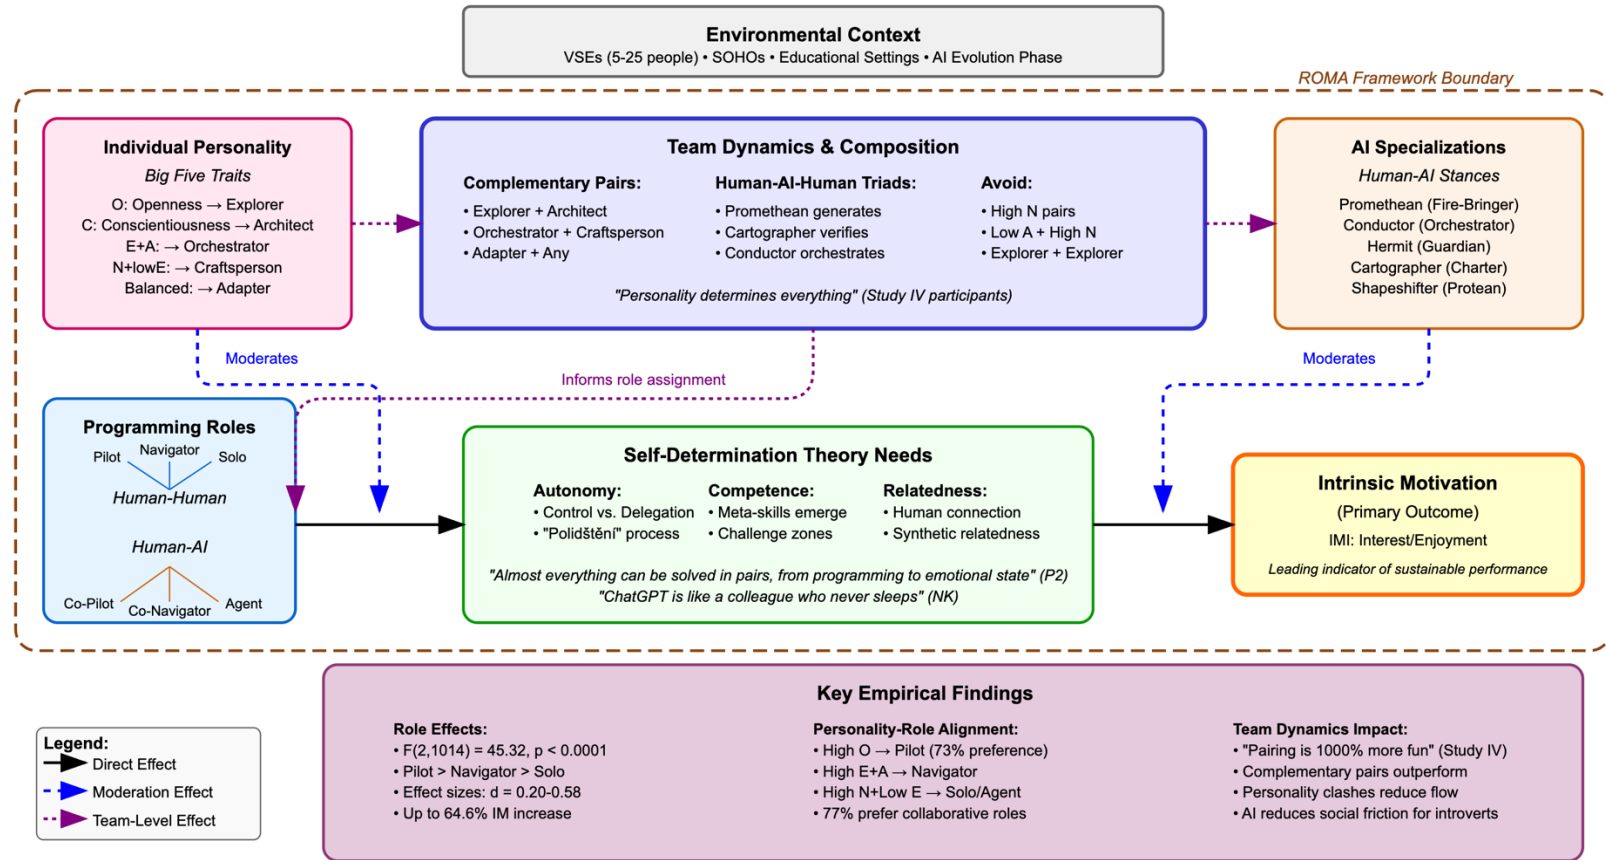 Environmental Context
VSEs (5-25 people) • SOHOs • Educational Settings • AI Evolution Phase
ROMA Framework Boundary
Individual Personality
Big Five Traits
O: Openness → Explorer
C: Conscientiousness → Architect
E+A: → Orchestrator
N+lowE: → Craftsperson
Balanced: → Adapter
Team Dynamics & Composition
Complementary Pairs:
• Explorer + Architect
• Orchestrator + Craftsperson
• Adapter + Any
Human-AI-Human Triads:
• Promethean generates
• Cartographer verifies
• Conductor orchestrates
Avoid:
• High N pairs
• Low A + High N
• Explorer + Explorer
"Personality determines everything" (Study IV participants)
AI Specializations
Human-AI Stances
Promethean (Fire-Bringer)
Conductor (Orchestrator)
Hermit (Guardian)
Cartographer (Charter)
Shapeshifter (Protean)
Moderates
Informs role assignment
Moderates
Programming Roles
Pilot
Navigator
Solo
Human-Human
Human-AI
Co-Pilot
Co-Navigator
Agent
Self-Determination Theory Needs
Autonomy:
• Control vs. Delegation
• "Polidštění" process
Competence:
• Meta-skills emerge
• Challenge zones
Relatedness:
• Human connection
• Synthetic relatedness
"Almost everything can be solved in pairs, from programming to emotional state" (P2)
"ChatGPT is like a colleague who never sleeps" (NK)
Intrinsic Motivation
(Primary Outcome)
IMI: Interest/Enjoyment
Leading indicator of sustainable performance
Legend:
Direct Effect
Moderation Effect
Team-Level Effect
Key Empirical Findings
Role Effects:
• F(2,1014) = 45.32, p < 0.0001
• Pilot > Navigator > Solo
• Effect sizes: d = 0.20-0.58
• Up to 64.6% IM increase
Personality-Role Alignment:
• High O → Pilot (73% preference)
• High E+A → Navigator
• High N+Low E → Solo/Agent
• 77% prefer collaborative roles
Team Dynamics Impact:
• "Pairing is 1000% more fun" (Study IV)
• Complementary pairs outperform
• Personality clashes reduce flow
• AI reduces social friction for introverts